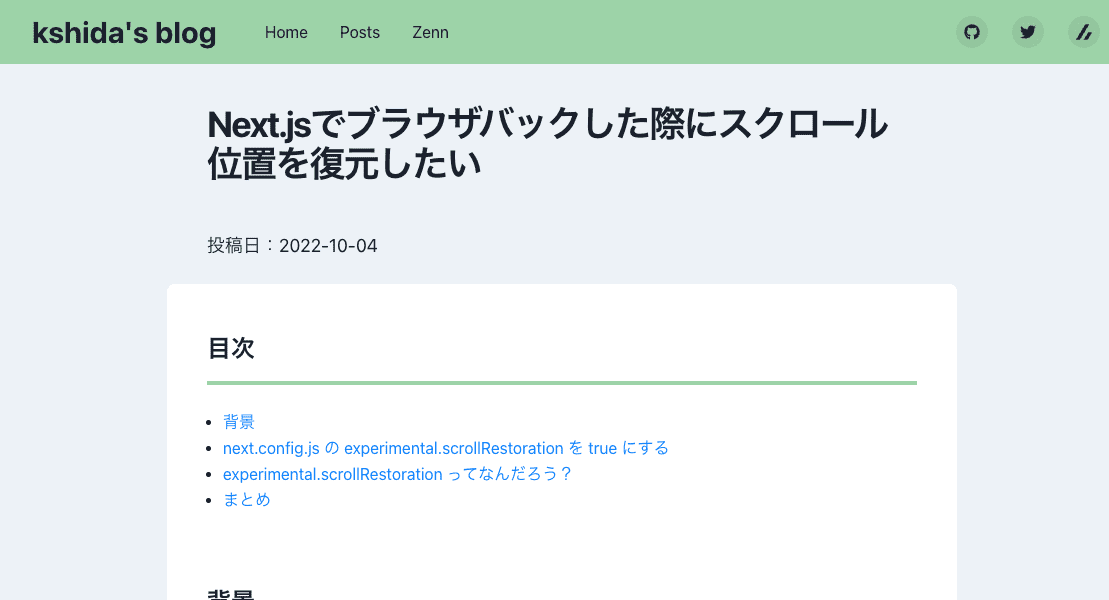 kshida's blog
Home
Posts
Zenn
Next.jsでブラウザバックした際にスクロール
位置を復元したい
投稿日：2022-10-04
目次
背景
next.config.js の experimental.scrollRestoration を true にする
experimental.scrollRestoration ってなんだろう？
まとめ
背景